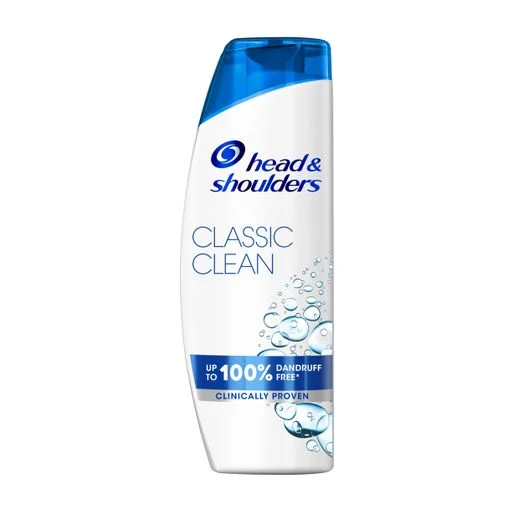 head &
shoulders
CLASSIC
CLEAN
UP TO 100% DANDRUFF FREE*
CLINICALLY PROVEN